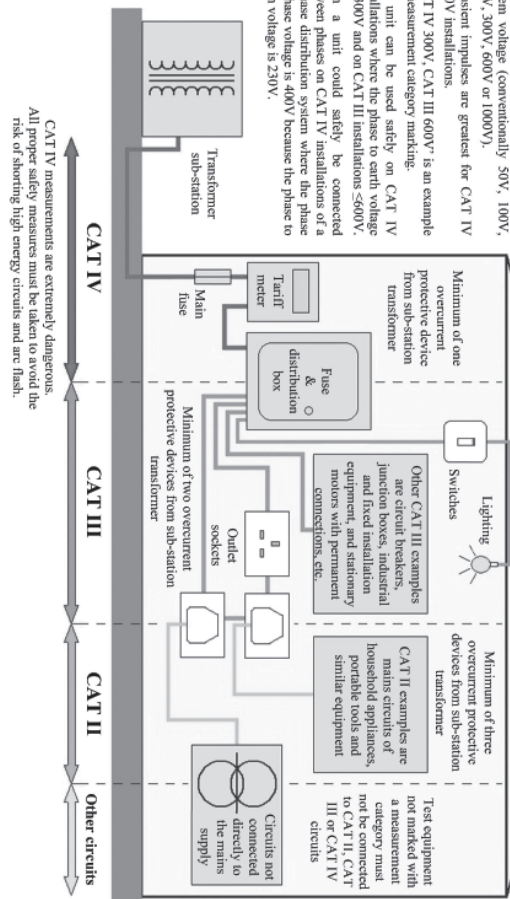 em voltage (conventionally 50V, 100V,
V, 300V, 600V or 1000V).
nsient impulses are greatest for CAT IV
0V installations.
T IV 300V, CAT III 600V' is an example
measurement category marking.
unit can be used safely on CAT IV
allations where the phase to earth voltage
300V and on CAT III installations ≤600V.
a unit could safely be connected
een phases on CAT IV installations of a
ase distribution system where the phase
hase voltage is 400V because the phase to
n voltage is 230V.
Transformer
sub-station
Minimum of one
overcurrent
protective device
from sub-station
transformer
Tariff
meter
Main
fuse
Fuse
&
distribution
box
Switches
Lighting
Other CAT III examples
are circuit breakers,
junction boxes, industrial
and fixed installation
equipment, and stationary
motors with permanent
connections, etc.
Outlet
sockets
Minimum of two overcurrent
protective devices from sub-station
transformer
Minimum of three
overcurrent protective
devices from sub-station
transformer
CAT II examples are
mains circuits of
household appliances,
portable tools and
similar equipment
Test equipment
not marked with
a measurement
category must
not be connected
to CAT II, CAT
III or CAT IV
circuits
Circuits not
connected
directly to
the mains
supply
CAT IV
CAT III
CAT II
Other circuits
CAT IV measurements are extremely dangerous.
All proper safety measures must be taken to avoid the
risk of shorting high energy circuits and arc flash.